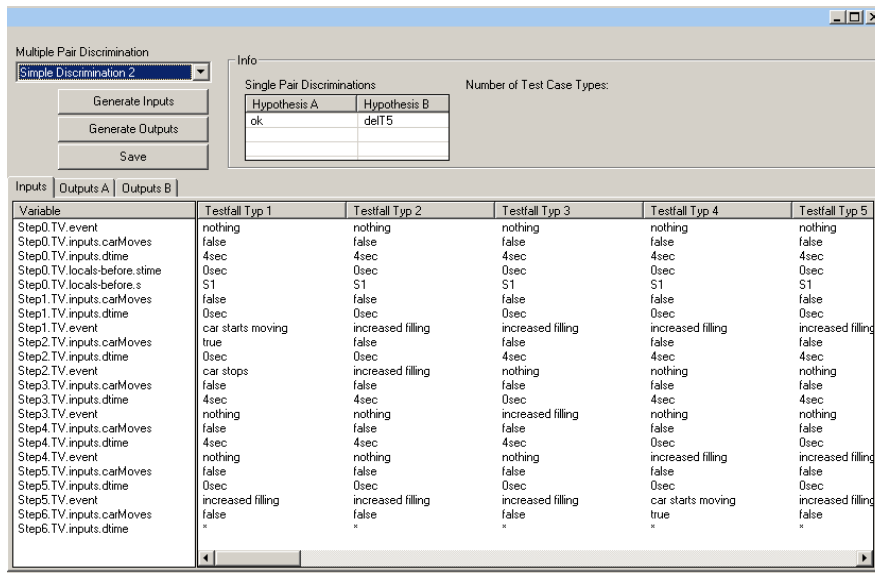 Multiple Pair Discrimination
Simple Discrimination 2
Generate Inputs
Generate Outputs
Save
Info
Single Pair Discriminations
Number of Test Case Types:
Hypothesis A Hypothesis B
ok delT5
Inputs Outputs A Outputs B
Variable Testfall Typ 1 Testfall Typ 2 Testfall Typ 3 Testfall Typ 4 Testfall Typ 5
Step0.TV.event nothing nothing nothing nothing nothing
Step0.TV.inputs.carMoves false false false false false
Step0.TV.inputs.dtime 4sec 4sec 4sec 4sec 4sec
Step0.TV.locals-before.stime 0sec 0sec 0sec 0sec 0sec
Step0.TV.locals-before.s S1 S1 S1 S1 S1
Step1.TV.inputs.carMoves false false false false false
Step1.TV.inputs.dtime 0sec 0sec 0sec 0sec 0sec
Step1.TV.event car starts moving increased filling increased filling increased filling increased filling
Step2.TV.inputs.carMoves true false false false false
Step2.TV.inputs.dtime 0sec 0sec 4sec 4sec 4sec
Step2.TV.event car stops increased filling nothing nothing nothing
Step3.TV.inputs.carMoves false false false false false
Step3.TV.inputs.dtime 4sec 4sec 0sec 4sec 4sec
Step3.TV.event nothing nothing increased filling nothing nothing
Step4.TV.inputs.carMoves false false false false false
Step4.TV.inputs.dtime 4sec 4sec 4sec 0sec 0sec
Step4.TV.event nothing nothing nothing increased filling increased filling
Step5.TV.inputs.carMoves false false false false false
Step5.TV.inputs.dtime 0sec 0sec 0sec 0sec 0sec
Step5.TV.event increased filling increased filling increased filling car starts moving increased filling
Step6.TV.inputs.carMoves false false false true false
Step6.TV.inputs.dtime * * * * *